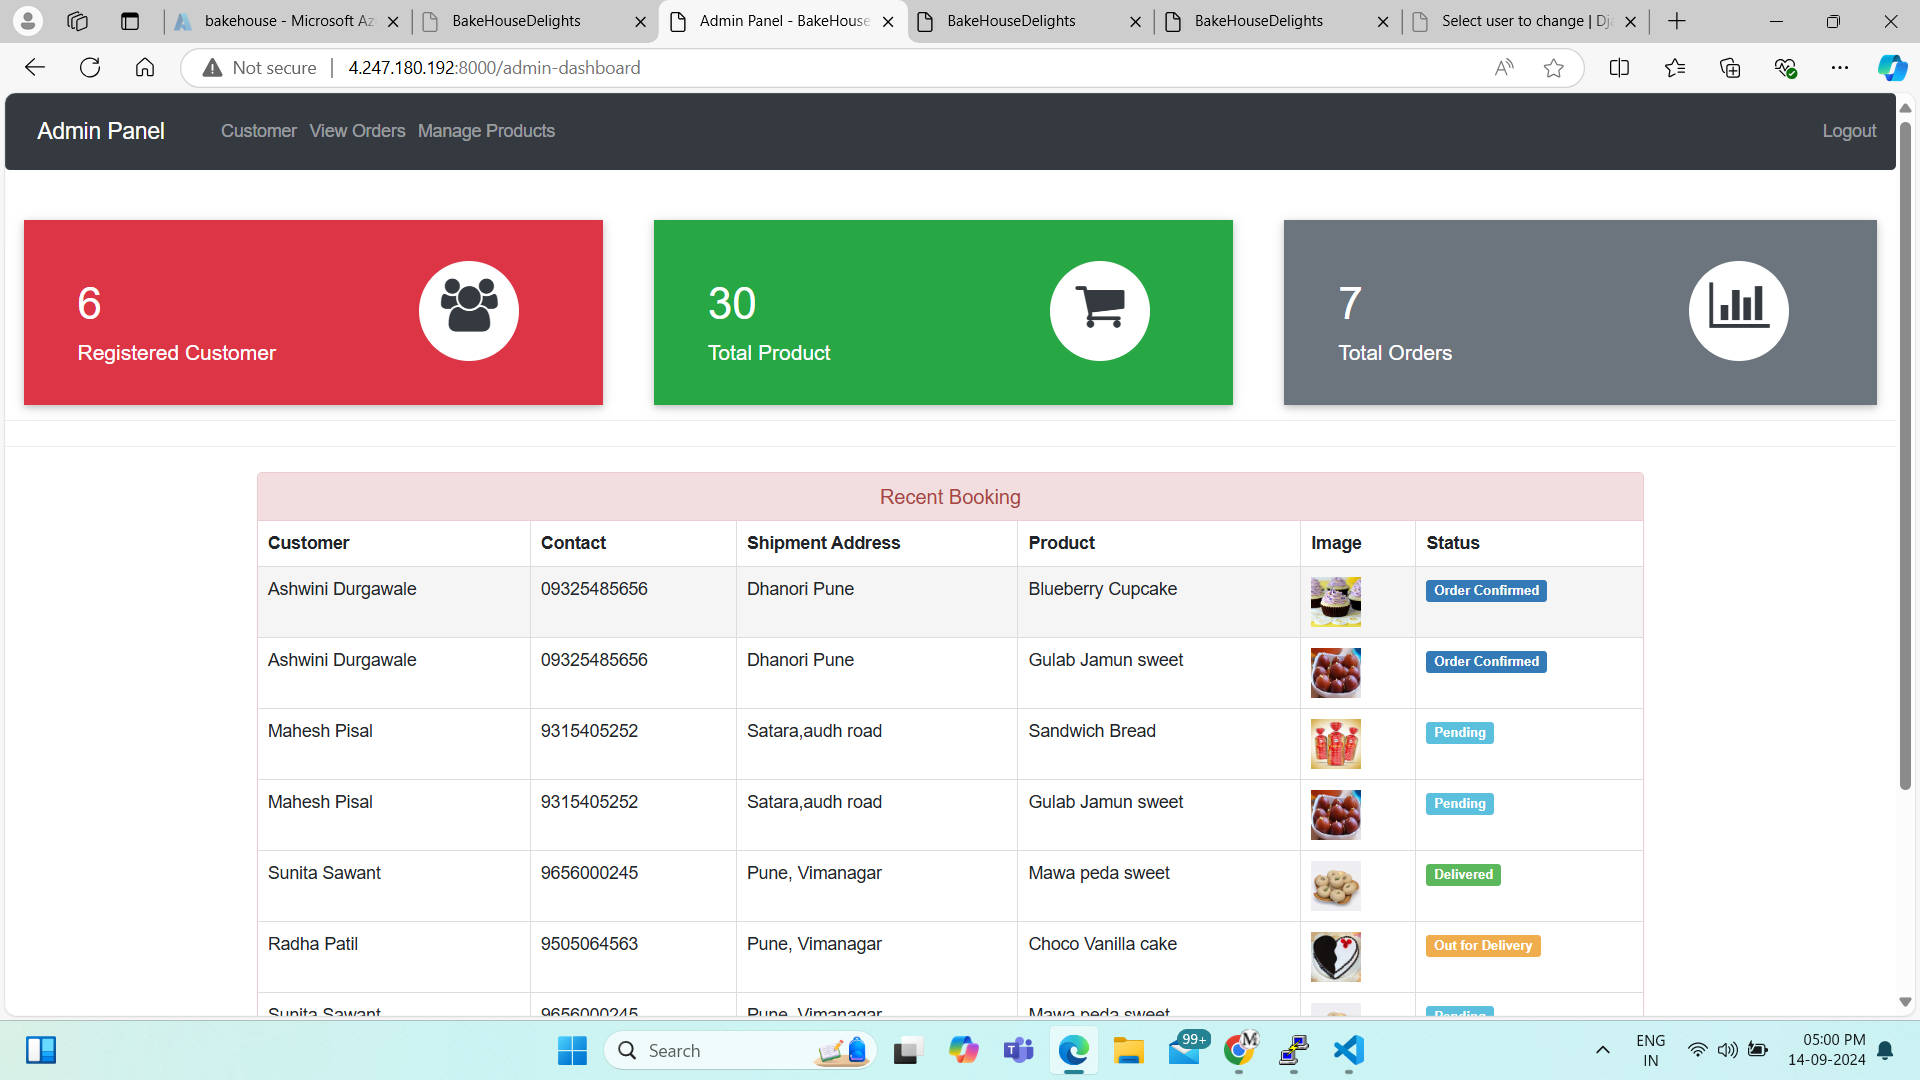 bakehouse - Microsoft Az
BakeHouseDelights
Admin Panel - BakeHouse
BakeHouseDelights
BakeHouseDelights
Select user to change | Dja
Not secure
4.247.180.192:8000/admin-dashboard
Admin Panel
Customer
View Orders
Manage Products
Logout
6
Registered Customer
30
Total Product
7
Total Orders
Recent Booking
Customer Contact Shipment Address Product Image Status
Ashwini Durgawale 09325485656 Dhanori Pune Blueberry Cupcake Order Confirmed
Ashwini Durgawale 09325485656 Dhanori Pune Gulab Jamun sweet Order Confirmed
Mahesh Pisal 9315405252 Satara,audh road Sandwich Bread Pending
Mahesh Pisal 9315405252 Satara,audh road Gulab Jamun sweet Pending
Sunita Sawant 9656000245 Pune, Vimanagar Mawa peda sweet Delivered
Radha Patil 9505064563 Pune, Vimanagar Choco Vanilla cake Out for Delivery
Sunita Sawant 9656000245 Pune, Vimanagar Mawa peda sweet Pending
Search
99+
M
ENG
IN
05:00 PM
14-09-2024